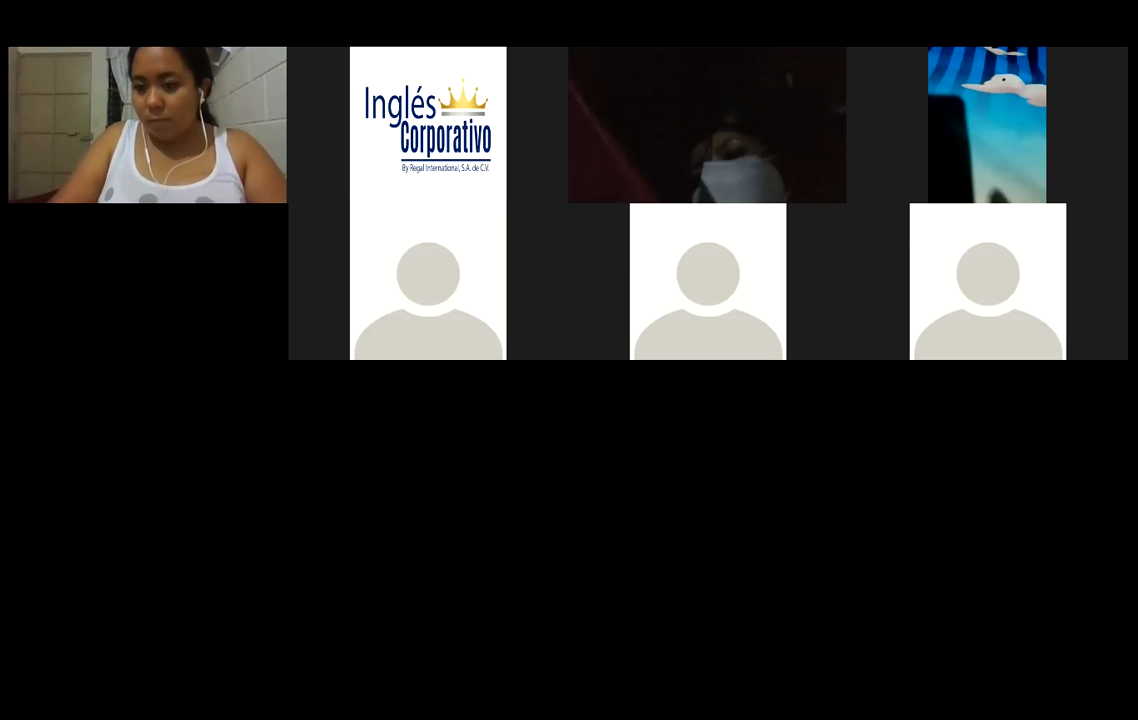 Inglés
Corporativo
By Regal International, S.A. de C.V.